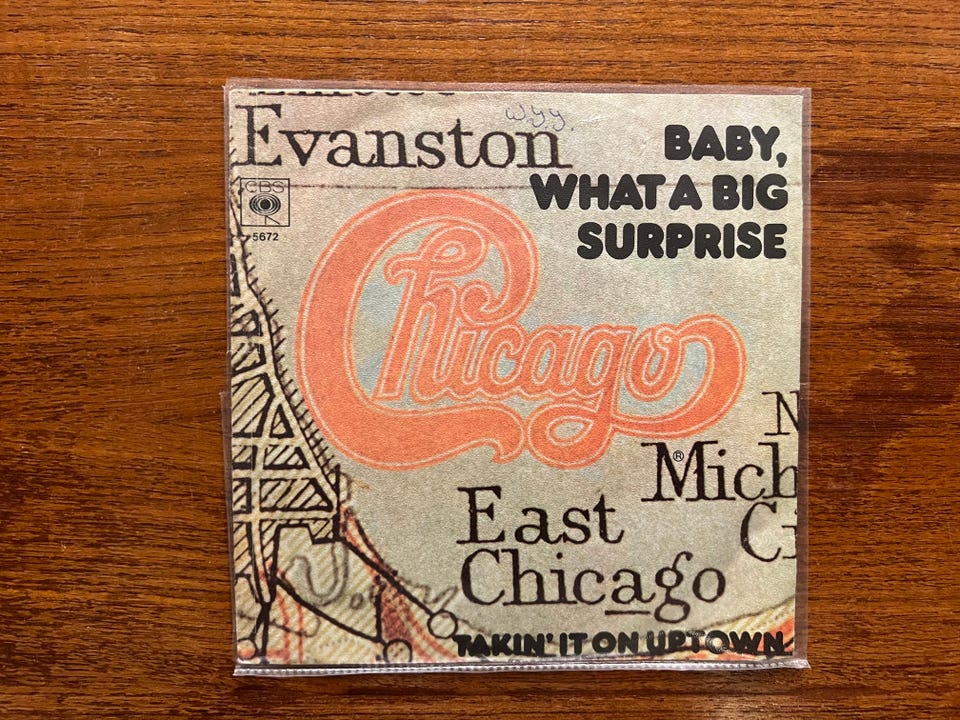 w.y.y.
Evanston
BABY,
WHAT A BIG
SURPRISE
CBS
5672
Chicago
®
Mich
East
Chicago
TAKIN' IT ON UPTOWN